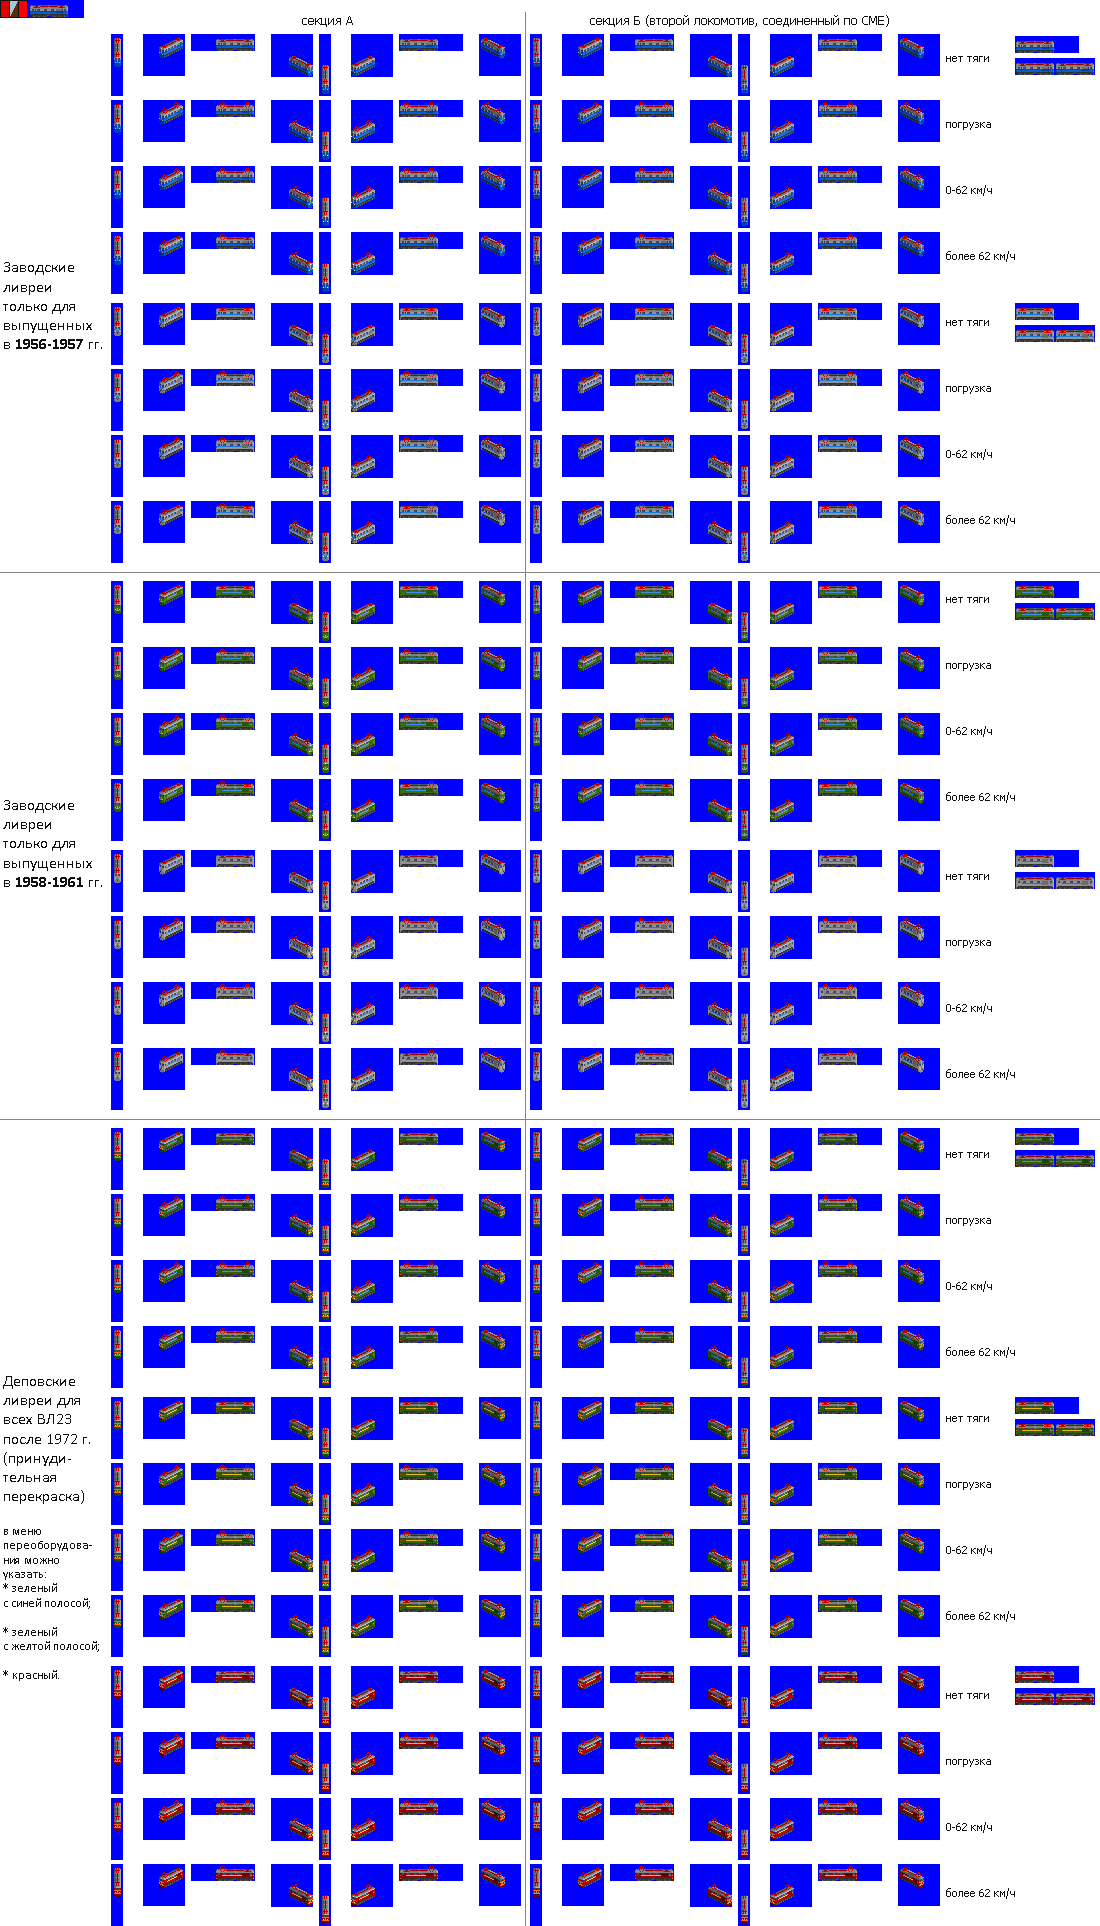 секция А
секция Б (второй локомотив, соединенный по СМЕ)
нет тяги
погрузка
0-62 км/ч
более 62 км/ч
Заводские
ливреи
только для
выпущенных
в 1956-1957 гг.
нет тяги
погрузка
0-62 км/ч
более 62 км/ч
нет тяги
погрузка
0-62 км/ч
более 62 км/ч
Заводские
ливреи
только для
выпущенных
в 1958-1961 гг.
нет тяги
погрузка
0-62 км/ч
более 62 км/ч
нет тяги
погрузка
0-62 км/ч
более 62 км/ч
Деповские
ливреи для
всех ВЛ23
после 1972 г.
(принуди-
тельная
перекраска)
в меню
переоборудова-
ния можно
указать:
* зеленый
с синей полосой;
* зеленый
с желтой полосой;
* красный.
нет тяги
погрузка
0-62 км/ч
более 62 км/ч
нет тяги
погрузка
0-62 км/ч
более 62 км/ч